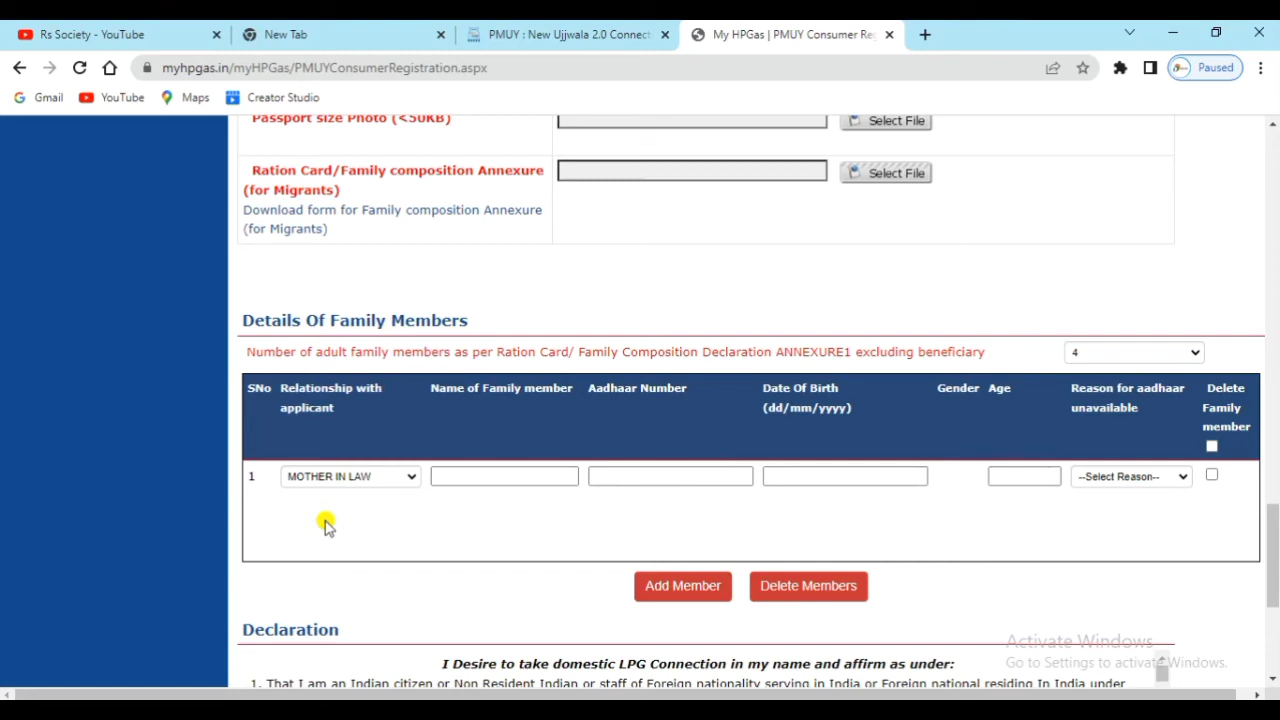 Rs Society - YouTube
New Tab
PMUY : New Ujjwala 2.0 Connect
My HPGas | PMUY Consumer Re
myhpgas.in/myHPGas/PMUYConsumerRegistration.aspx
Paused
Gmail
YouTube
Maps
Creator Studio
Passport size Photo (<50KB)
Select File
Ration Card/Family composition Annexure
(for Migrants)
Select File
Download form for Family composition Annexure
(for Migrants)
Details Of Family Members
Number of adult family members as per Ration Card/ Family Composition Declaration ANNEXURE1 excluding beneficiary
4
SNo Relationship with applicant
Name of Family member
Aadhaar Number
Date Of Birth (dd/mm/yyyy)
Gender
Age
Reason for aadhaar unavailable
Delete Family member
1
MOTHER IN LAW
--Select Reason--
Add Member
Delete Members
Declaration
I Desire to take domestic LPG Connection in my name and affirm as under:
1. That I am an Indian citizen or Non Resident Indian or staff of Foreign nationality serving in India or Foreign national residing In India under
Activate Windows
Go to Settings to activate Windows.